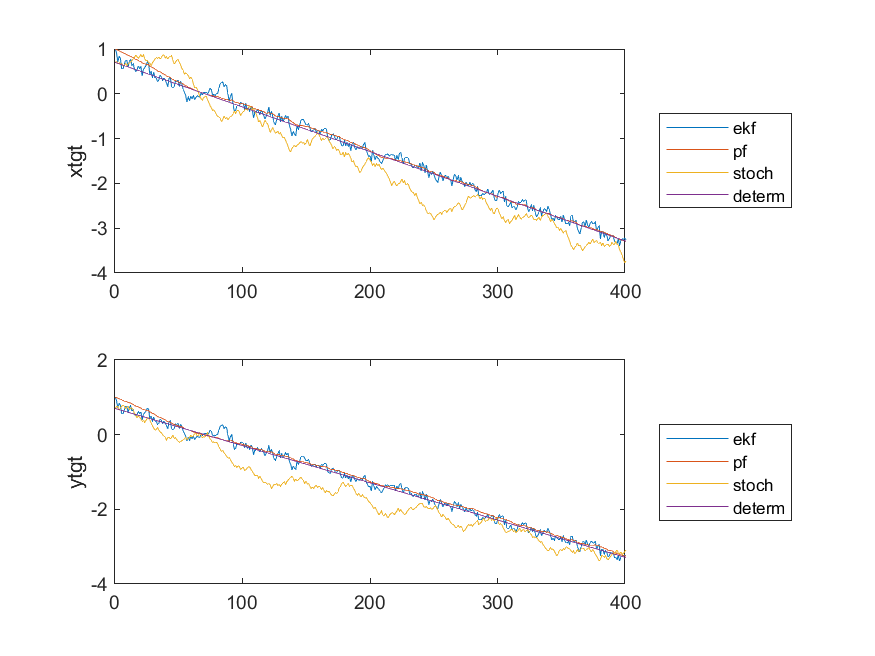 1
0
-1
-2
-3
-4
xtgt
0 100 200 300 400
ekf
pf
stoch
determ
2
0
-2
-4
ytgt
0 100 200 300 400
ekf
pf
stoch
determ